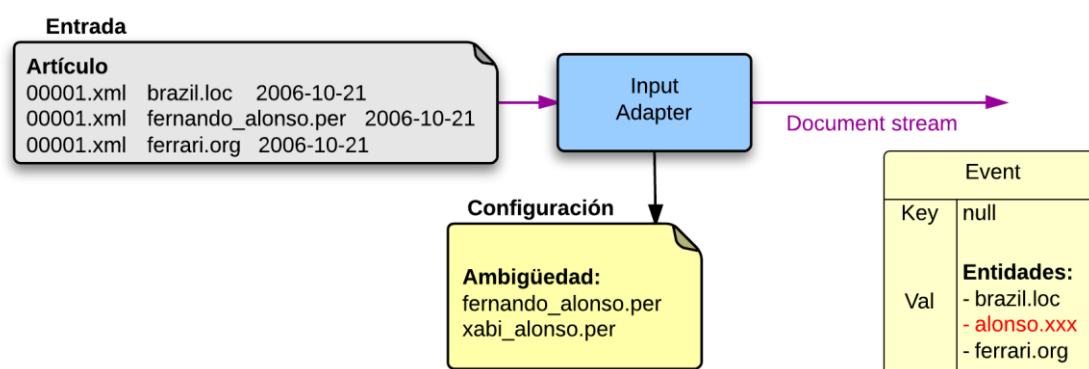 Entrada
Artículo
00001.xml brazil.loc 2006-10-21
00001.xml fernando_alonso.per 2006-10-21
00001.xml ferrari.org 2006-10-21
Input
Adapter
Document stream
Configuración
Ambigüedad:
fernando_alonso.per
xabi_alonso.per
Event
Key null
Entidades:
Val - brazil.loc
- alonso.xxx
- ferrari.org